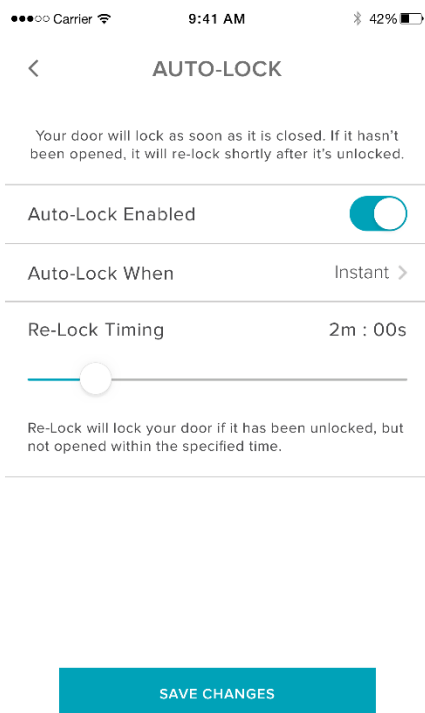 ●●●○○ Carrier 9:41 AM 42%
AUTO-LOCK
Your door will lock as soon as it is closed. If it hasn’t
been opened, it will re-lock shortly after it’s unlocked.
Auto-Lock Enabled
Auto-Lock When Instant >
Re-Lock Timing 2m : 00s
Re-Lock will lock your door if it has been unlocked, but
not opened within the specified time.
SAVE CHANGES